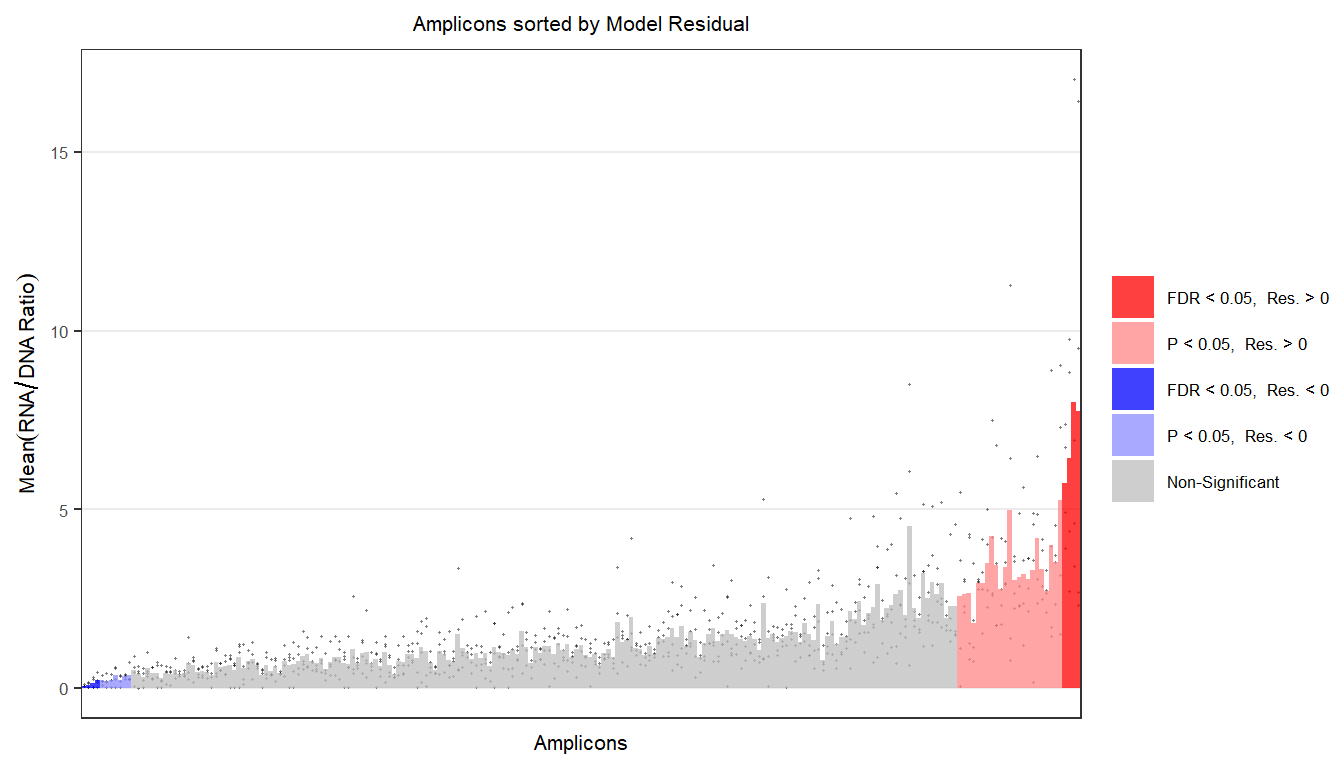 Amplicons sorted by Model Residual
Mean(RNA/DNA Ratio)
15
10
5
0
Amplicons
FDR < 0.05, Res. > 0
P < 0.05, Res. > 0
FDR < 0.05, Res. < 0
P < 0.05, Res. < 0
Non-Significant